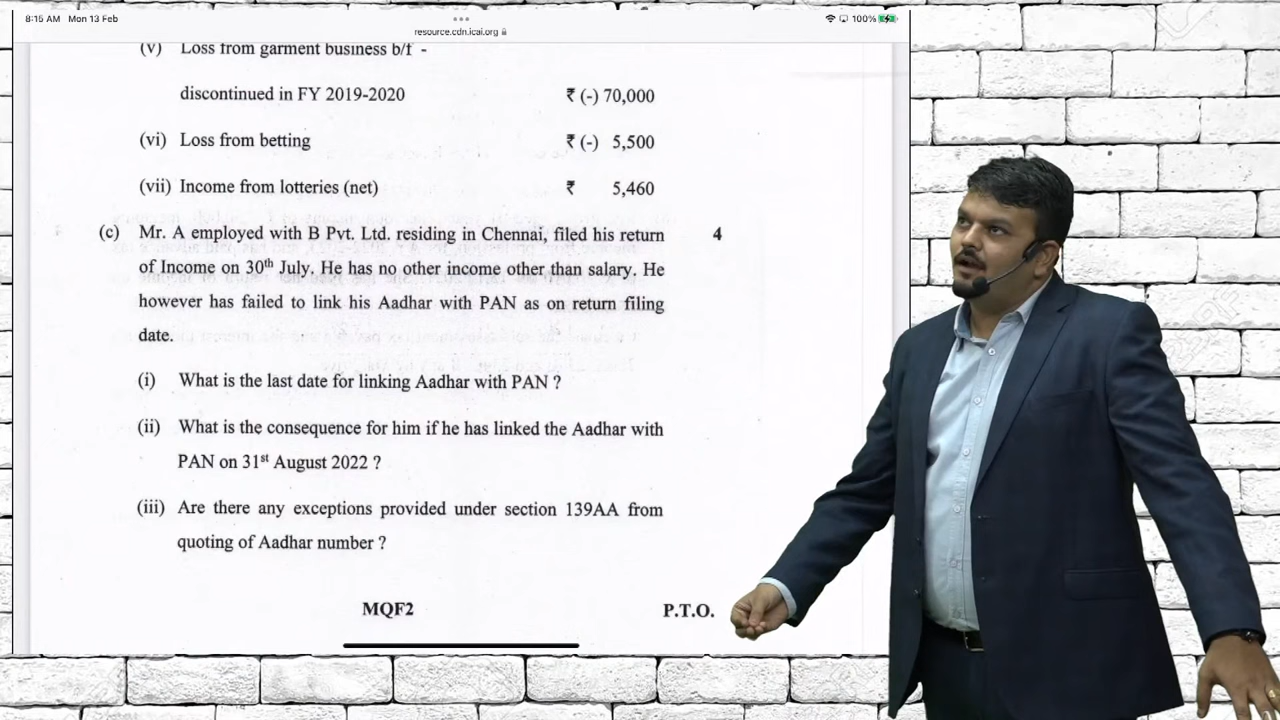 8:15 AM Mon 13 Feb
100%
resource.cdn.icai.org
(v) Loss from garment business b/f -
discontinued in FY 2019-2020 ₹ (-) 70,000
(vi) Loss from betting ₹ (-) 5,500
(vii) Income from lotteries (net) ₹ 5,460
(c) Mr. A employed with B Pvt. Ltd. residing in Chennai, filed his return 4
of Income on 30th July. He has no other income other than salary. He
however has failed to link his Aadhar with PAN as on return filing
date.
(i) What is the last date for linking Aadhar with PAN ?
(ii) What is the consequence for him if he has linked the Aadhar with
PAN on 31st August 2022 ?
(iii) Are there any exceptions provided under section 139AA from
quoting of Aadhar number ?
MQF2 P.T.O.